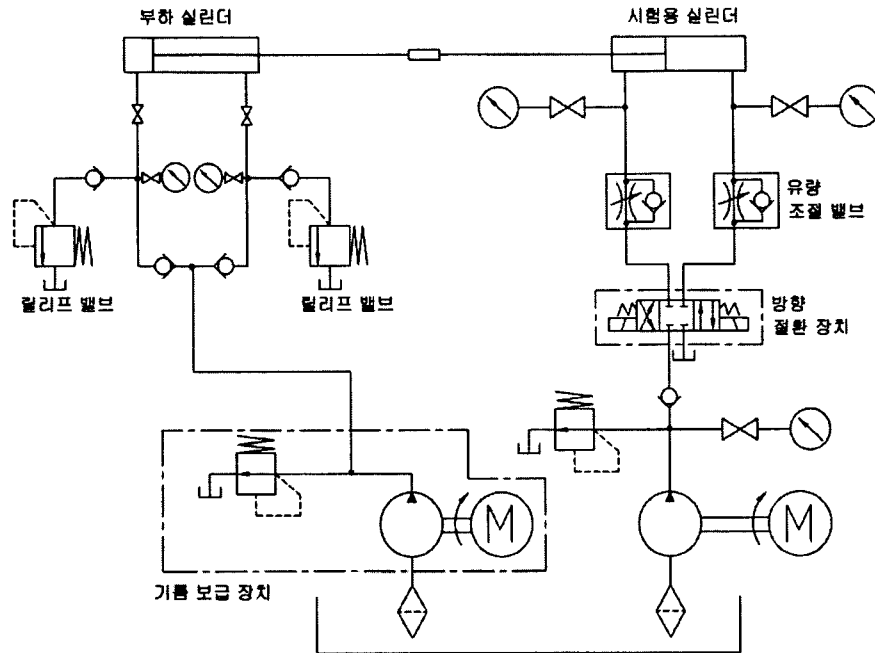 부하 실린더
시험용 실린더
유량
조절 밸브
릴리프 밸브
릴리프 밸브
방향
절환 장치
M
M
기름 보급 장치